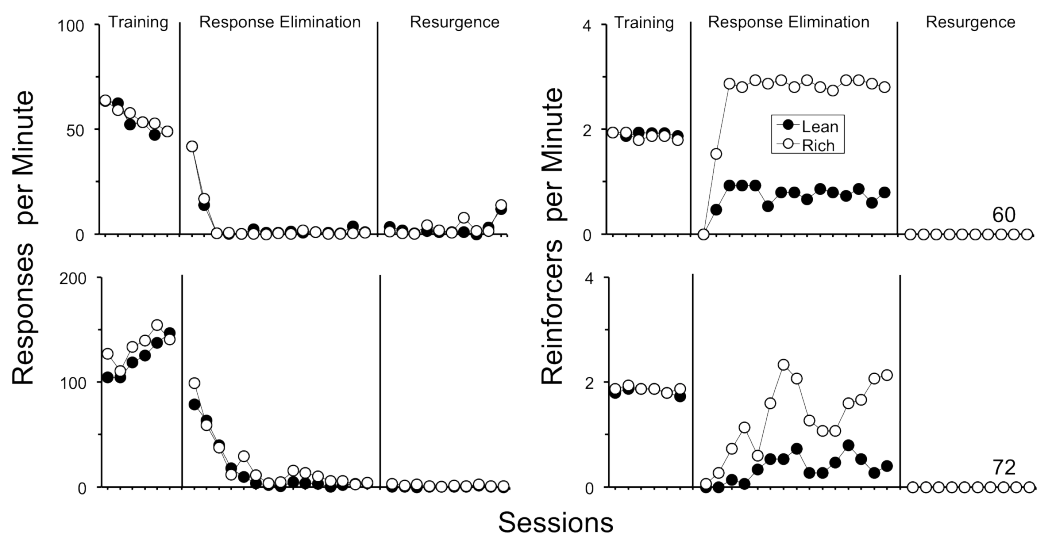 Training Response Elimination Resurgence
100
50
0
200
100
0
Responses per Minute
Training Response Elimination Resurgence
4
2
0
Lean
Rich
60
4
2
0
72
Reinforcers per Minute
Sessions